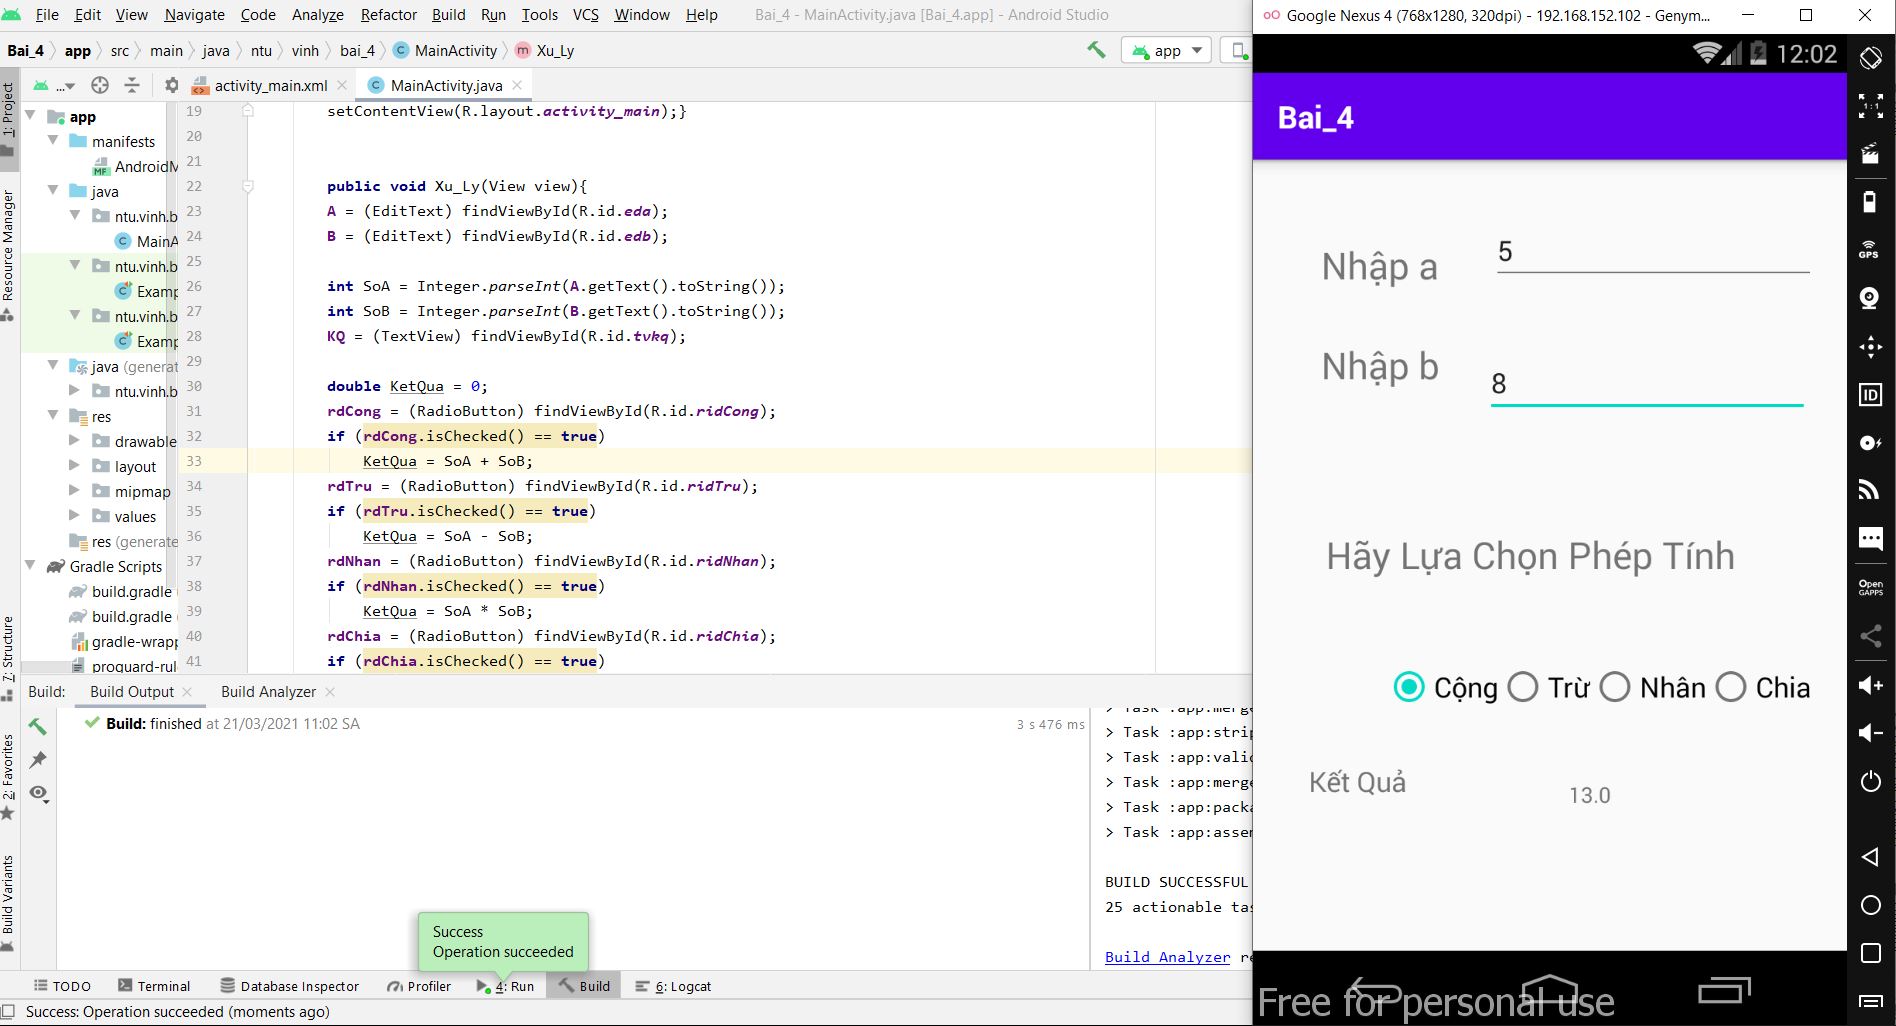 File Edit View Navigate Code Analyze Refactor Build Run Tools VCS Window Help Bai_4 - MainActivity.java [Bai_4.app] - Android Studio
Bai_4 app src main java ntu vinh bai_4 MainActivity Xu_Ly app
... activity_main.xml MainActivity.java
1: Project
Resource Manager
7: Structure
2: Favorites
Build Variants
app
manifests
AndroidM
java
ntu.vinh.b
MainA
ntu.vinh.b
Examp
ntu.vinh.b
Examp
java (generat
ntu.vinh.b
res
drawable
layout
mipmap
values
res (generate
Gradle Scripts
build.gradle
build.gradle
gradle-wrapp
proguard-rul
19 setContentView(R.layout.activity_main);}
20
21
22 public void Xu_Ly(View view){
23 A = (EditText) findViewById(R.id.eda);
24 B = (EditText) findViewById(R.id.edb);
25
26 int SoA = Integer.parseInt(A.getText().toString());
27 int SoB = Integer.parseInt(B.getText().toString());
28 KQ = (TextView) findViewById(R.id.tvkq);
29
30 double KetQua = 0;
31 rdCong = (RadioButton) findViewById(R.id.ridCong);
32 if (rdCong.isChecked() == true)
33 KetQua = SoA + SoB;
34 rdTru = (RadioButton) findViewById(R.id.ridTru);
35 if (rdTru.isChecked() == true)
36 KetQua = SoA - SoB;
37 rdNhan = (RadioButton) findViewById(R.id.ridNhan);
38 if (rdNhan.isChecked() == true)
39 KetQua = SoA * SoB;
40 rdChia = (RadioButton) findViewById(R.id.ridChia);
41 if (rdChia.isChecked() == true)
Build: Build Output Build Analyzer
Build: finished at 21/03/2021 11:02 SA 3 s 476 ms
> Task :app:merge
> Task :app:strip
> Task :app:valid
> Task :app:merge
> Task :app:packa
> Task :app:assem
BUILD SUCCESSFUL
25 actionable tas
Build Analyzer re
Success
Operation succeeded
TODO Terminal Database Inspector Profiler 4: Run Build 6: Logcat
Success: Operation succeeded (moments ago)
Google Nexus 4 (768x1280, 320dpi) - 192.168.152.102 - Genym...
12:02
Bai_4
Nhập a 5
Nhập b 8
Hãy Lựa Chọn Phép Tính
Cộng Trừ Nhân Chia
Kết Quả 13.0
Free for personal use
1:1
GPS
ID
Open
GAPPS